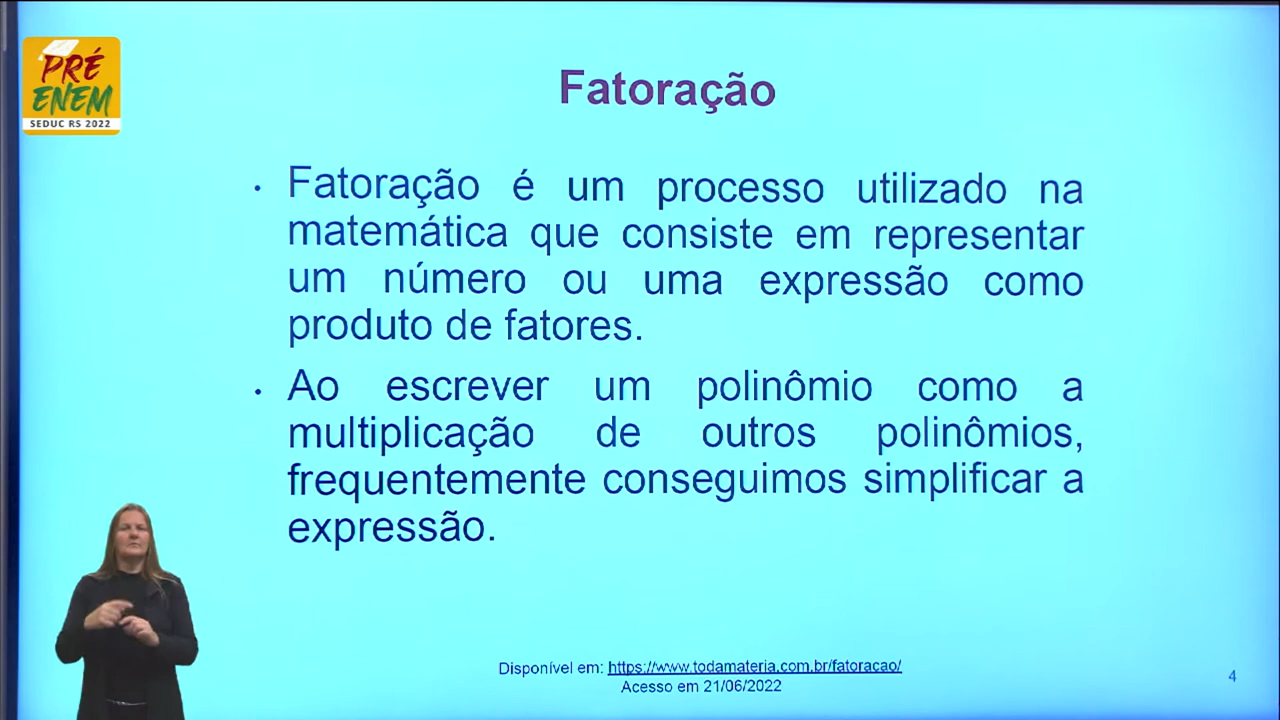 PRÉ
ENEM
SEDUC RS 2022
Fatoração
• Fatoração é um processo utilizado na
matemática que consiste em representar
um número ou uma expressão como
produto de fatores.
• Ao escrever um polinômio como a
multiplicação de outros polinômios,
frequentemente conseguimos simplificar a
expressão.
Disponível em: https://www.todamateria.com.br/fatoracao/
Acesso em 21/06/2022
4